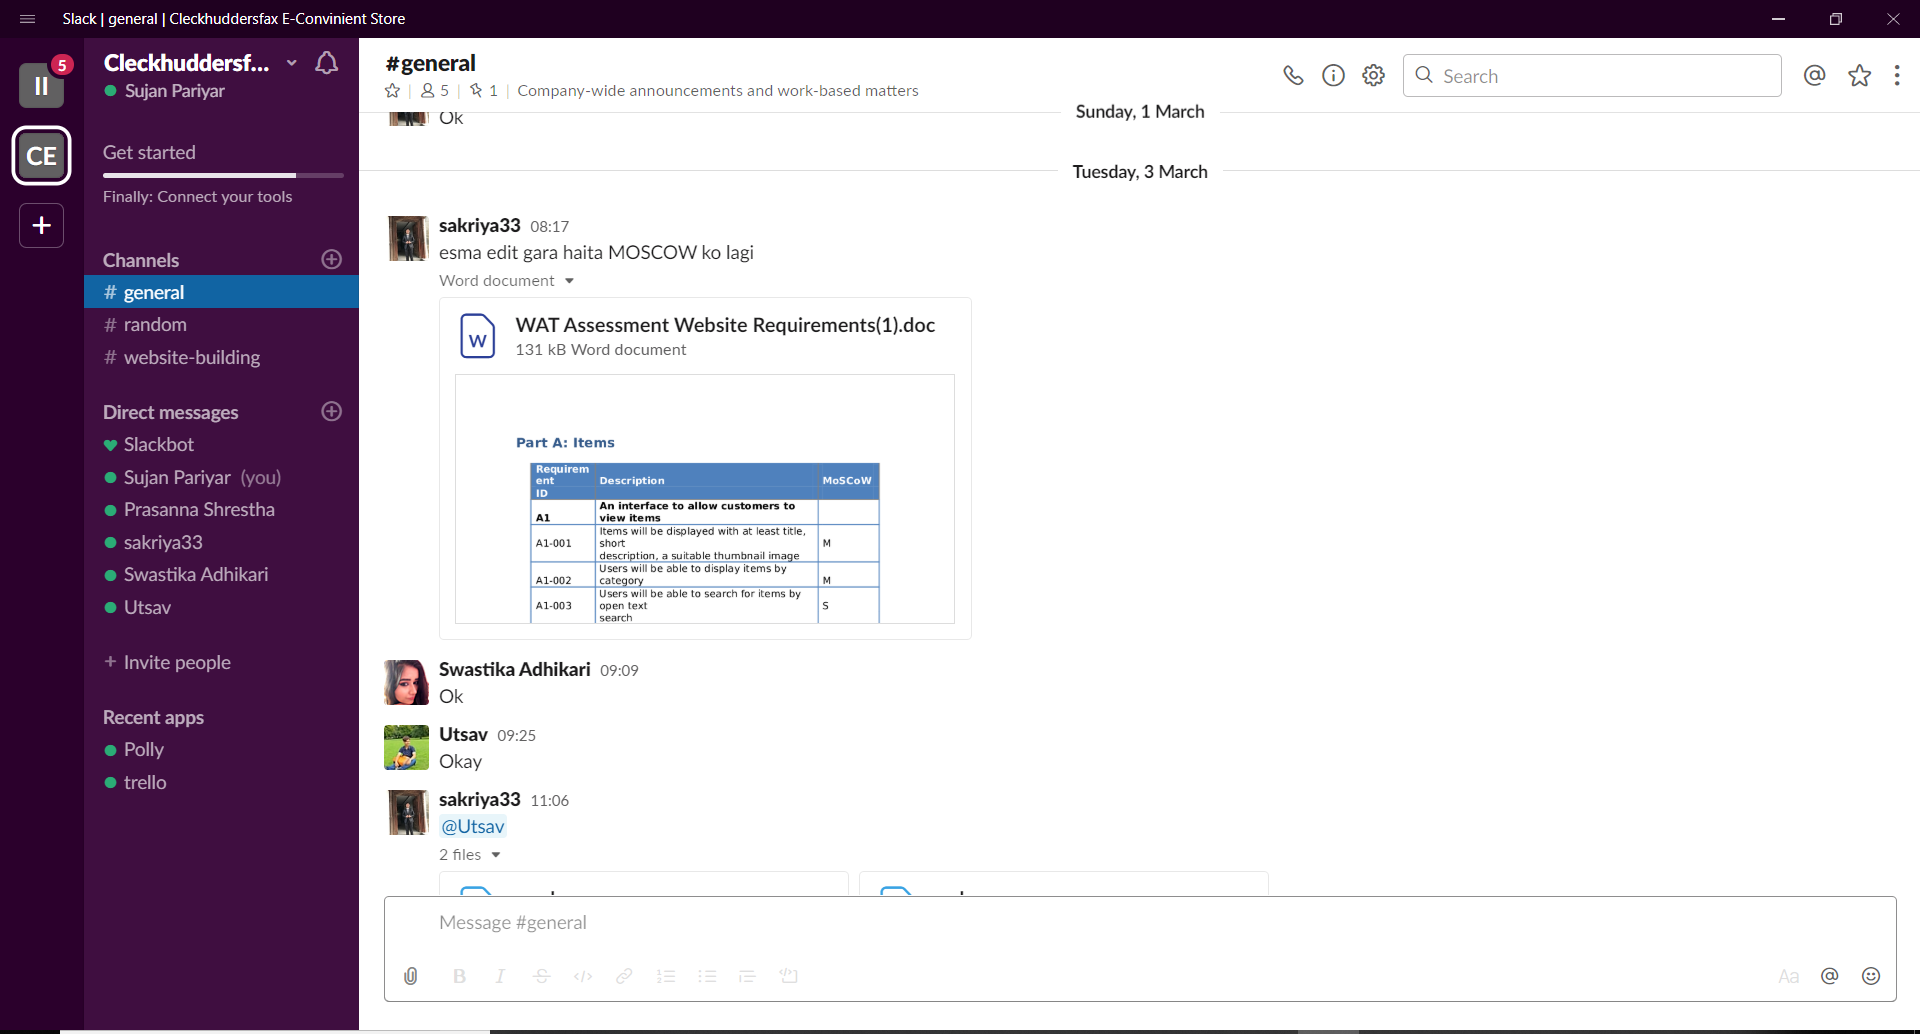 Slack | general | Cleckhuddersfax E-Convinient Store
5
II
CE
+
Cleckhuddersf...
Sujan Pariyar
Get started
Finally: Connect your tools
Channels
# general
# random
# website-building
Direct messages
Slackbot
Sujan Pariyar (you)
Prasanna Shrestha
sakriya33
Swastika Adhikari
Utsav
+ Invite people
Recent apps
Polly
trello
#general
5 | 1 | Company-wide announcements and work-based matters
Search
Ok
Sunday, 1 March
Tuesday, 3 March
sakriya33 08:17
esma edit gara haita MOSCOW ko lagi
Word document
W
WAT Assessment Website Requirements(1).doc
131 kB Word document
Part A: Items
Requirem
ent
ID
Description
MoSCoW
A1
An interface to allow customers to
view items
A1-001
Items will be displayed with at least title,
short
description, a suitable thumbnail image
M
A1-002
Users will be able to display items by
category
M
A1-003
Users will be able to search for items by
open text
search
S
Swastika Adhikari 09:09
Ok
Utsav 09:25
Okay
sakriya33 11:06
@Utsav
2 files
Message #general
B I S </> Aa @